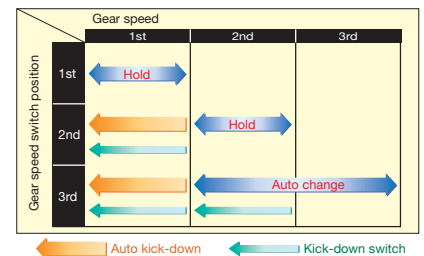 Gear speed
1st 2nd 3rd
Gear speed switch position
1st
Hold
2nd
Hold
3rd
Auto change
Auto kick-down
Kick-down switch